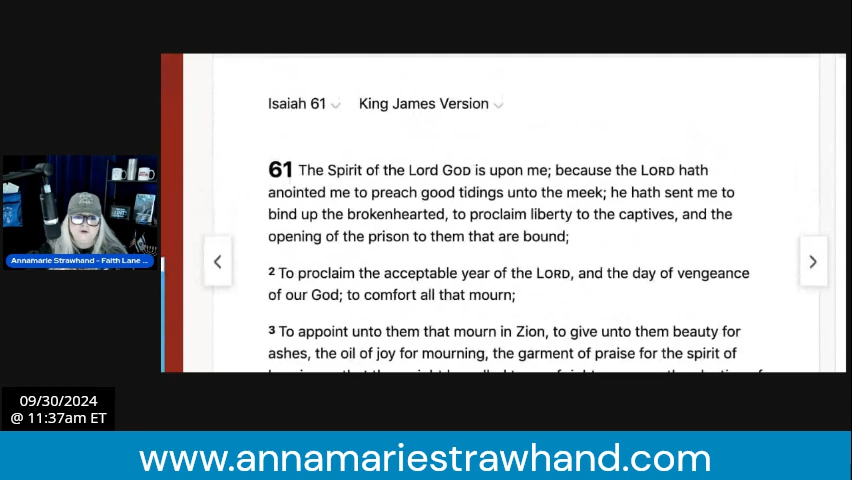 Isaiah 61 King James Version
61 The Spirit of the Lord GOD is upon me; because the LORD hath
anointed me to preach good tidings unto the meek; he hath sent me to
bind up the brokenhearted, to proclaim liberty to the captives, and the
opening of the prison to them that are bound;
2 To proclaim the acceptable year of the LORD, and the day of vengeance
of our God; to comfort all that mourn;
3 To appoint unto them that mourn in Zion, to give unto them beauty for
ashes, the oil of joy for mourning, the garment of praise for the spirit of
Annamarie Strawhand - Faith Lane ...
09/30/2024
@ 11:37am ET
www.annamariestrawhand.com